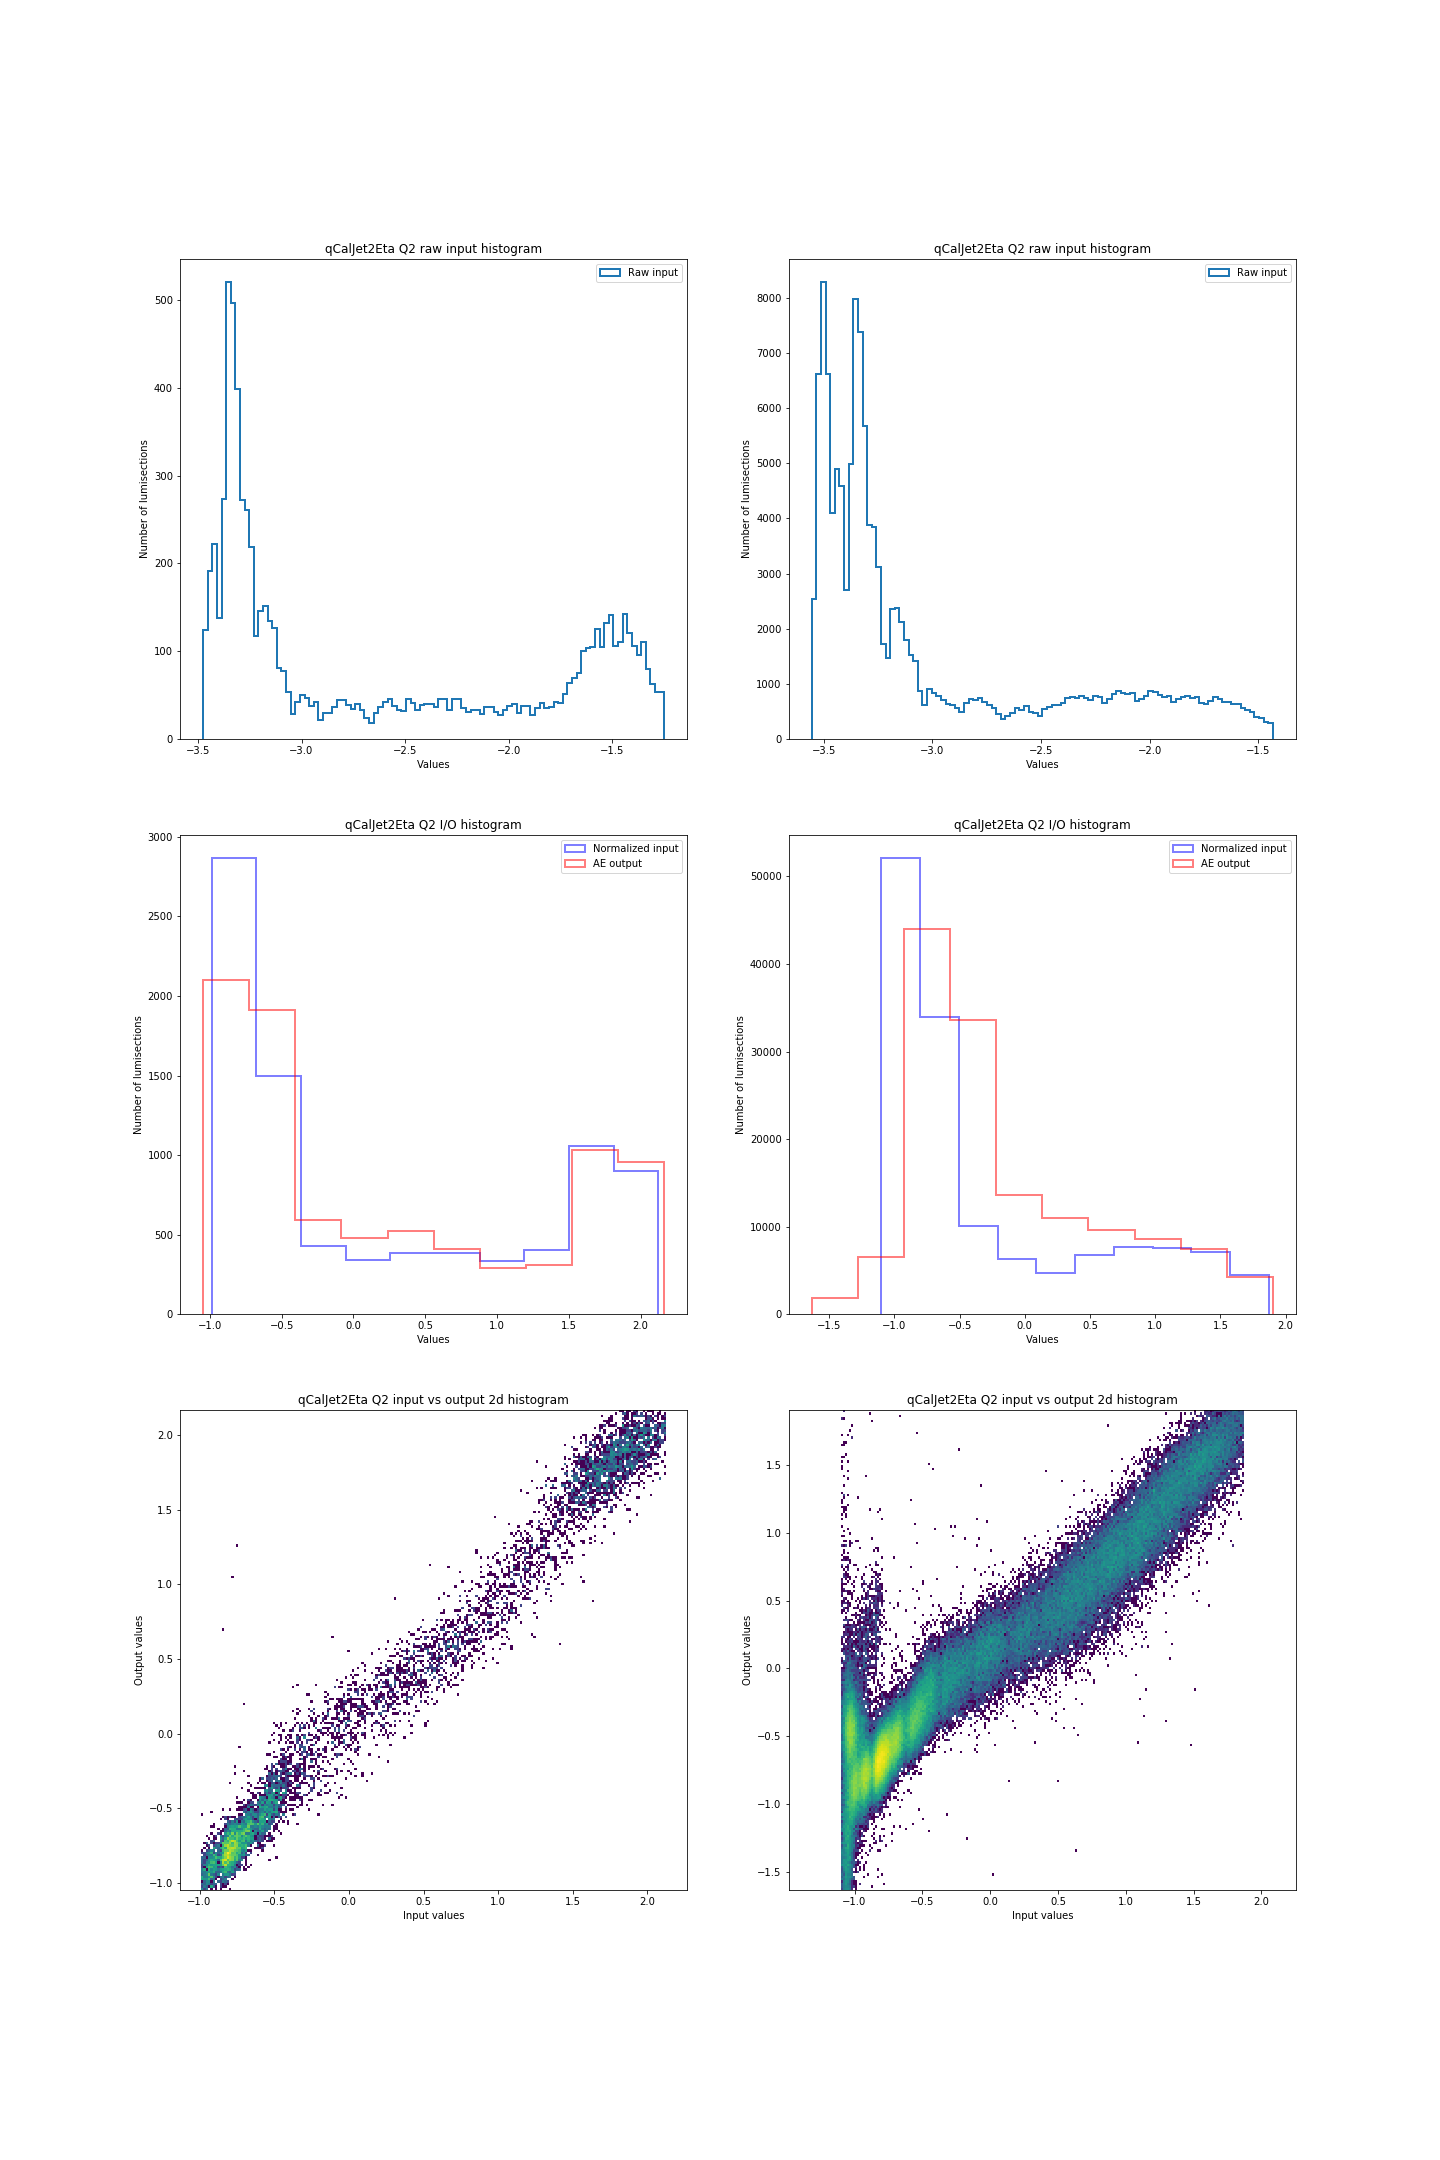 qCalJet2Eta Q2 raw input histogram
Raw input
500
400
300
200
100
0
Number of lumisections
−3.5 −3.0 −2.5 −2.0 −1.5
Values
qCalJet2Eta Q2 raw input histogram
Raw input
8000
7000
6000
5000
4000
3000
2000
1000
0
Number of lumisections
−3.5 −3.0 −2.5 −2.0 −1.5
Values
qCalJet2Eta Q2 I/O histogram
Normalized input
AE output
3000
2500
2000
1500
1000
500
0
Number of lumisections
−1.0 −0.5 0.0 0.5 1.0 1.5 2.0
Values
qCalJet2Eta Q2 I/O histogram
Normalized input
AE output
50000
40000
30000
20000
10000
0
Number of lumisections
−1.5 −1.0 −0.5 0.0 0.5 1.0 1.5 2.0
Values
qCalJet2Eta Q2 input vs output 2d histogram
2.0
1.5
1.0
0.5
0.0
−0.5
−1.0
Output values
−1.0 −0.5 0.0 0.5 1.0 1.5 2.0
Input values
qCalJet2Eta Q2 input vs output 2d histogram
1.5
1.0
0.5
0.0
−0.5
−1.0
−1.5
Output values
−1.0 −0.5 0.0 0.5 1.0 1.5 2.0
Input values